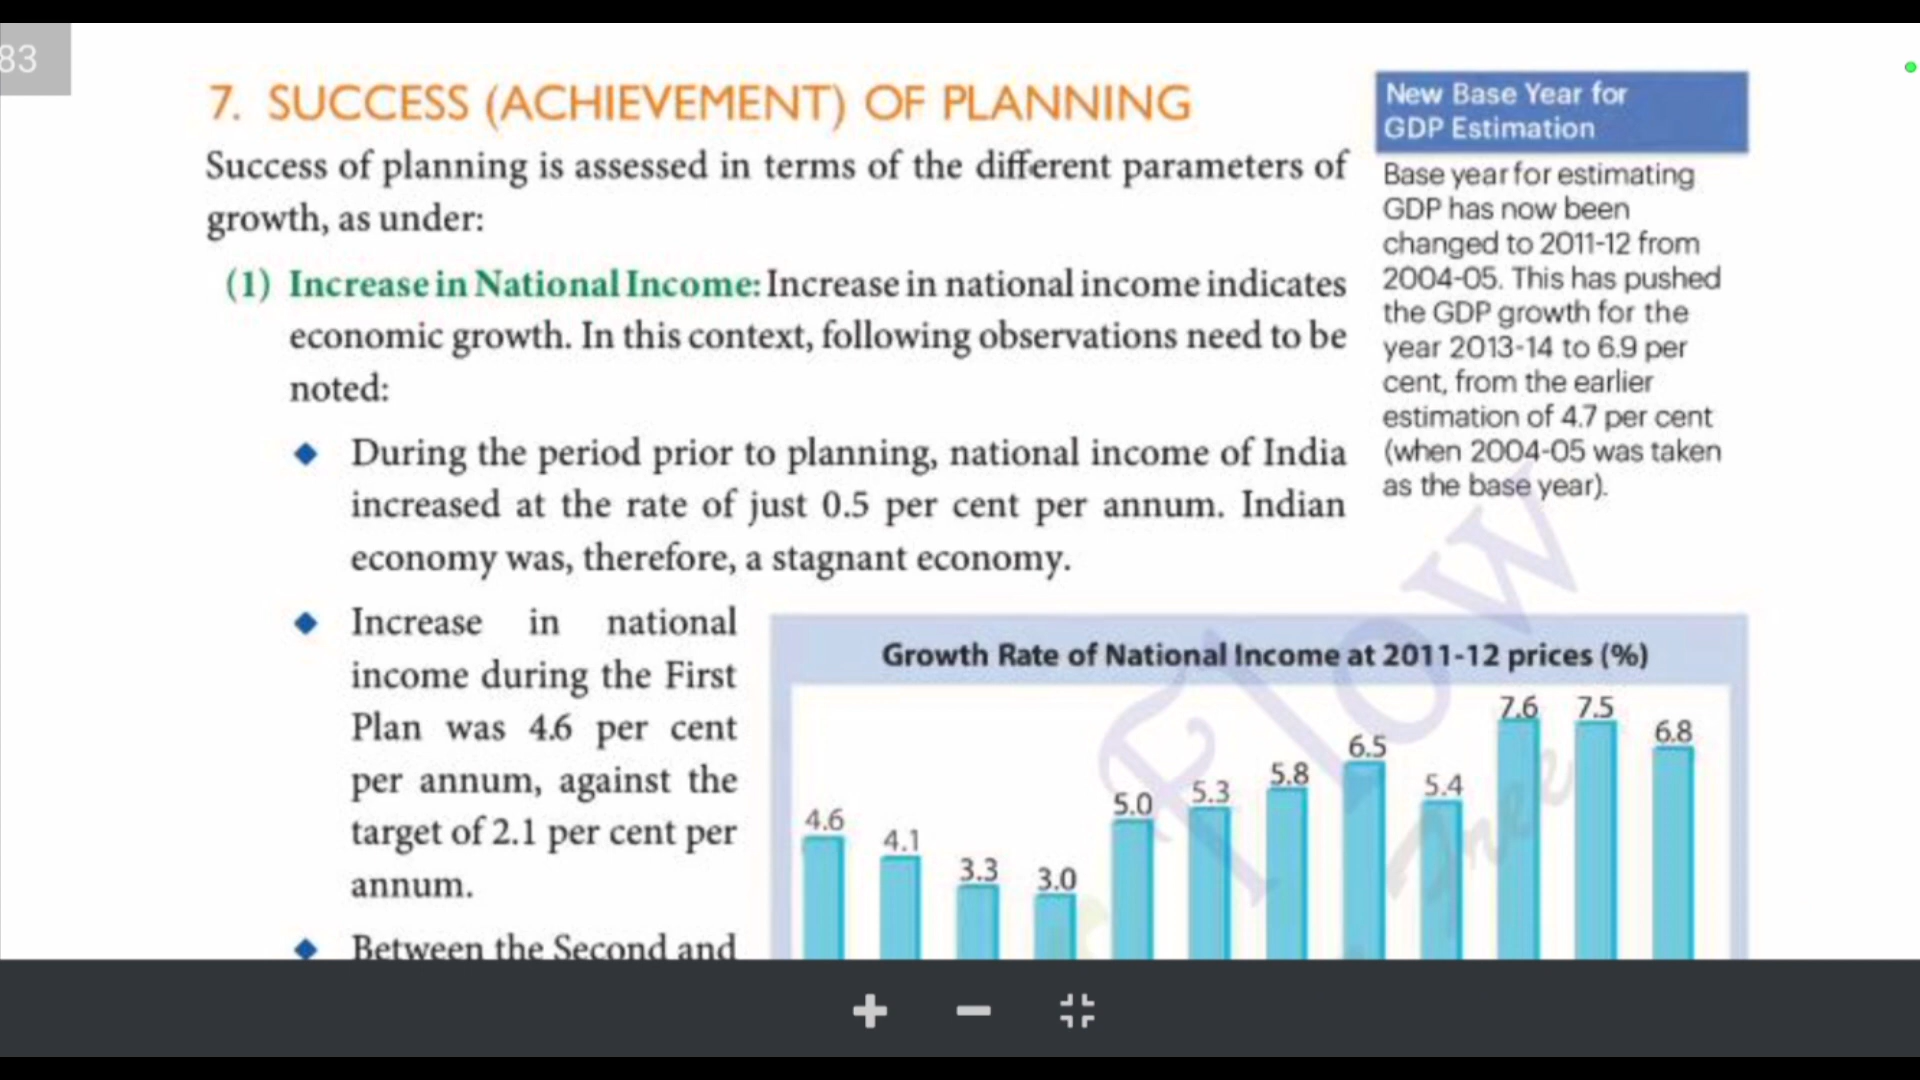 83
7. SUCCESS (ACHIEVEMENT) OF PLANNING
Success of planning is assessed in terms of the different parameters of
growth, as under:
(1) Increase in National Income: Increase in national income indicates
economic growth. In this context, following observations need to be
noted:
◆ During the period prior to planning, national income of India
increased at the rate of just 0.5 per cent per annum. Indian
economy was, therefore, a stagnant economy.
◆ Increase in national
income during the First
Plan was 4.6 per cent
per annum, against the
target of 2.1 per cent per
annum.
◆ Between the Second and
New Base Year for
GDP Estimation
Base year for estimating
GDP has now been
changed to 2011-12 from
2004-05. This has pushed
the GDP growth for the
year 2013-14 to 6.9 per
cent, from the earlier
estimation of 4.7 per cent
(when 2004-05 was taken
as the base year).
Growth Rate of National Income at 2011-12 prices (%)
4.6 4.1 3.3 3.0 5.0 5.3 5.8 6.5 5.4 7.6 7.5 6.8
Flow
Free